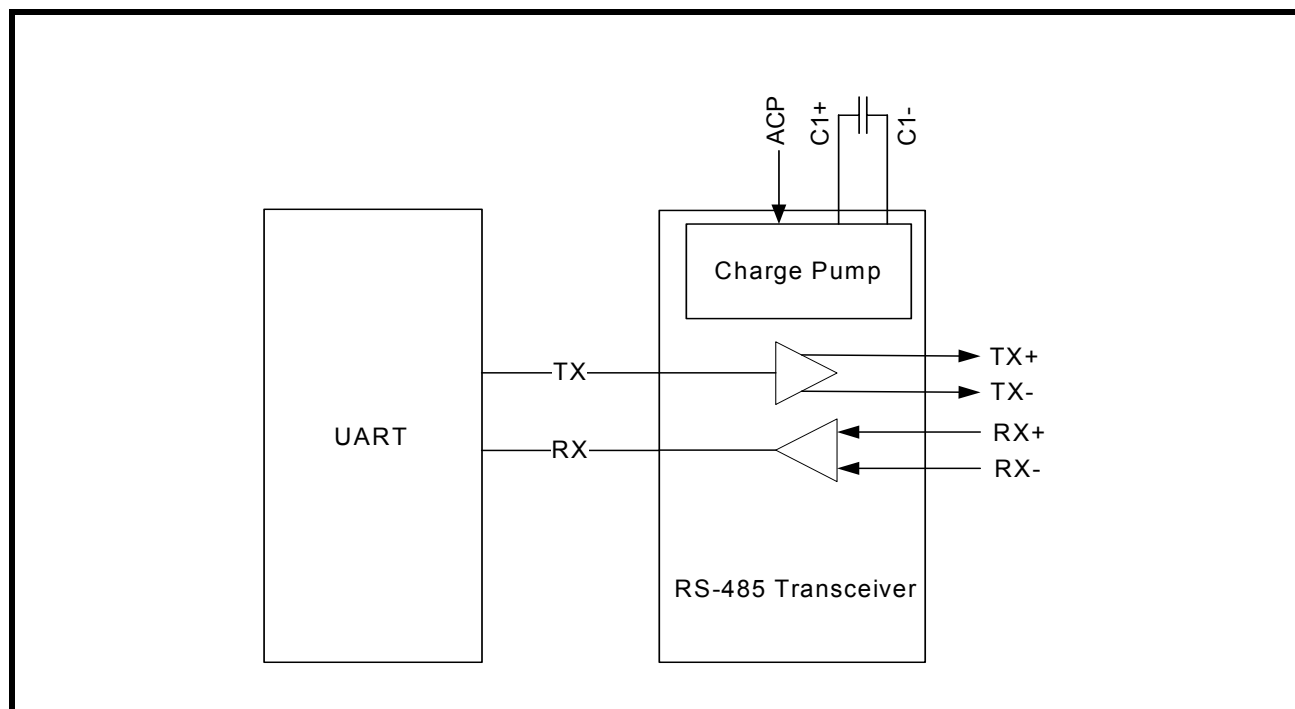 ACP
C1+
C1-
Charge Pump
TX
TX+
TX-
UART
RX
RX+
RX-
RS-485 Transceiver